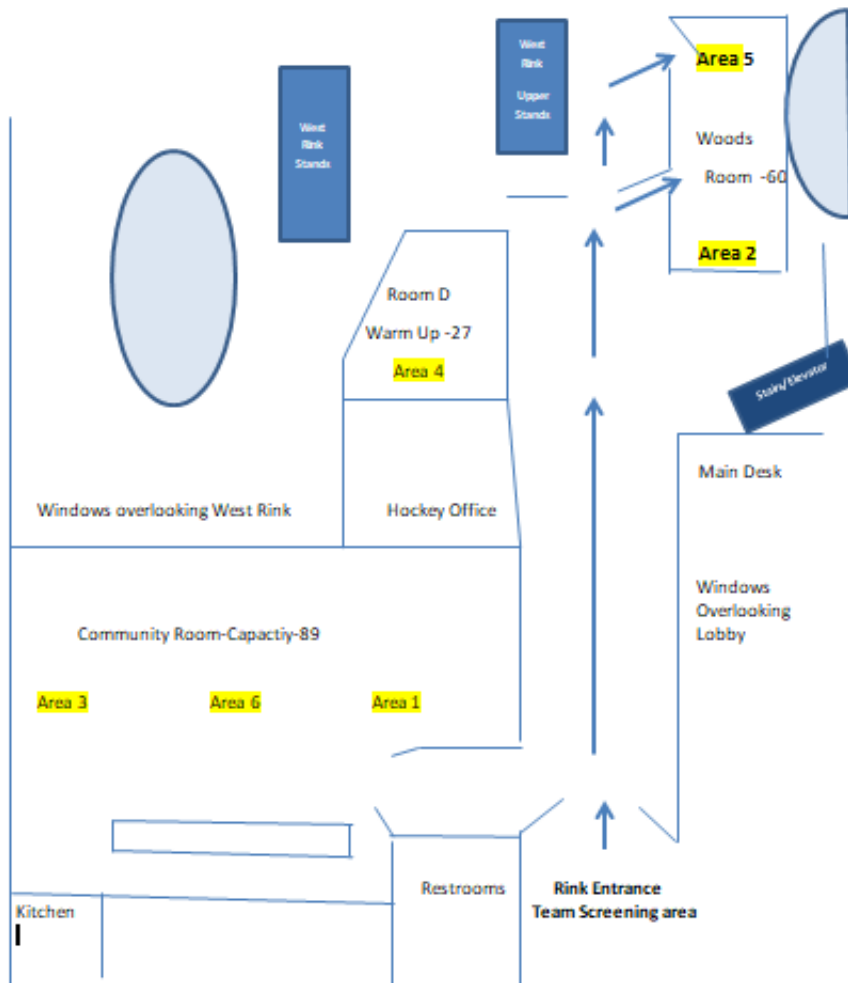 West
Rink
Upper
Stands
Area 5
West
Rink
Stands
Woods
Room -60
Area 2
Room D
Warm Up -27
Area 4
Stairs/Elevator
Main Desk
Windows overlooking West Rink
Hockey Office
Windows
Overlooking
Lobby
Community Room-Capactiy-89
Area 3
Area 6
Area 1
Restrooms
Rink Entrance
Team Screening area
Kitchen